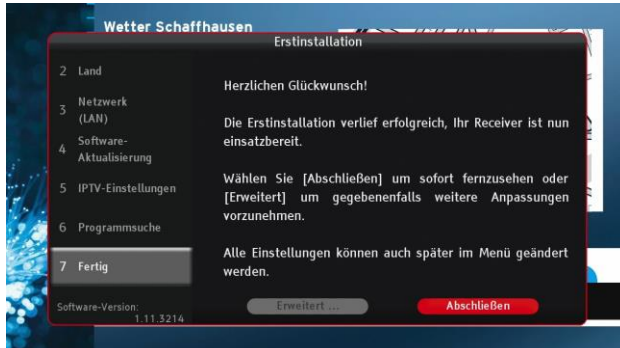 Wetter Schaffhausen
Erstinstallation
2 Land
3 Netzwerk
(LAN)
4 Software-
Aktualisierung
5 IPTV-Einstellungen
6 Programmsuche
7 Fertig
Software-Version:
1.11.3214
Herzlichen Glückwunsch!
Die Erstinstallation verlief erfolgreich, Ihr Receiver ist nun
einsatzbereit.
Wählen Sie [Abschließen] um sofort fernzusehen oder
[Erweitert] um gegebenenfalls weitere Anpassungen
vorzunehmen.
Alle Einstellungen können auch später im Menü geändert
werden.
Erweitert ...
Abschließen